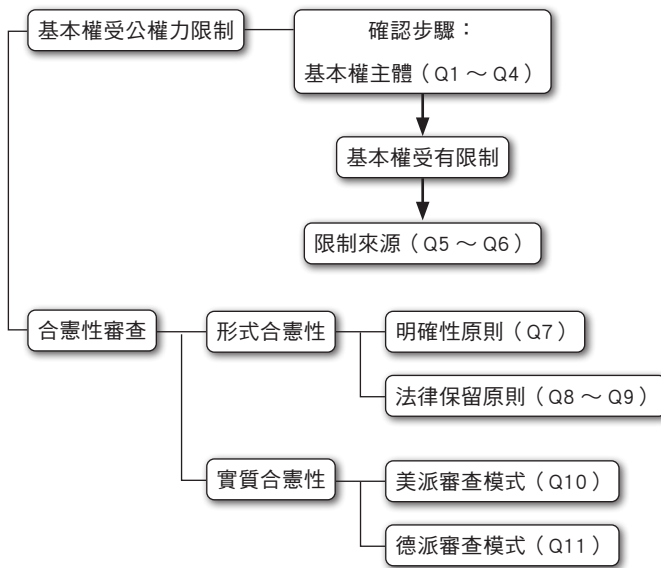 基本權受公權力限制
確認步驟：
基本權主體（Q1～Q4）
基本權受有限制
限制來源（Q5～Q6）
合憲性審查
形式合憲性
明確性原則（Q7）
法律保留原則（Q8～Q9）
實質合憲性
美派審查模式（Q10）
德派審查模式（Q11）